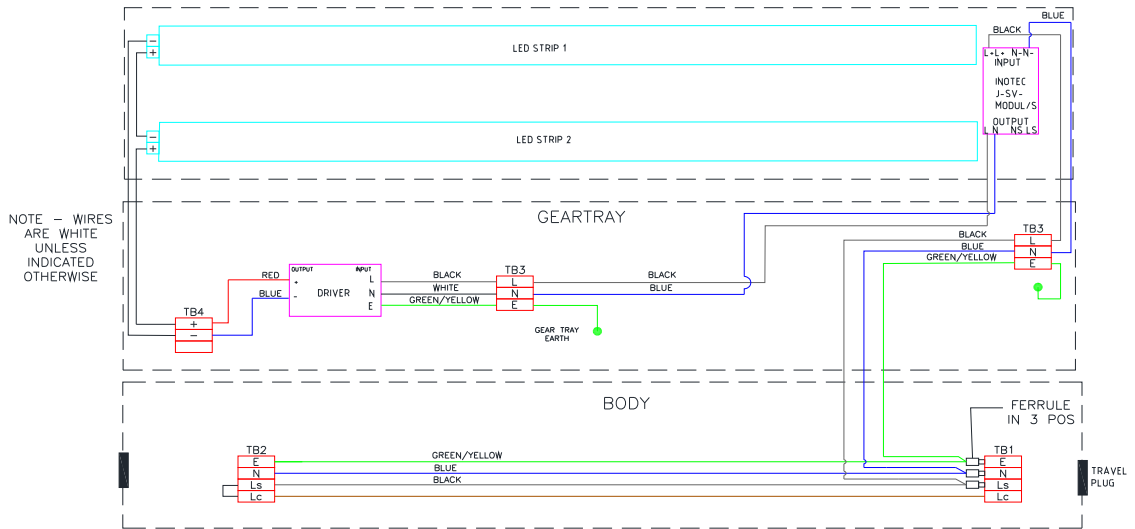 BLUE
BLACK
LED STRIP 1
- +
L+L+ N-N-
INPUT
INOTEC
J-SV-
MODUL/S
OUTPUT
L N NS LS
LED STRIP 2
- +
NOTE - WIRES
ARE WHITE
UNLESS
INDICATED
OTHERWISE
GEARTRAY
BLACK
BLUE
GREEN/YELLOW
TB3
L
N
E
RED
BLUE
TB4
+
-
OUTPUT INPUT
+ L
DRIVER
- N
E
BLACK
WHITE
GREEN/YELLOW
TB3
L
N
E
BLACK
BLUE
GEAR TRAY
EARTH
BODY
FERRULE
IN 3 POS
TB2
E
N
Ls
Lc
GREEN/YELLOW
BLUE
BLACK
TB1
E
N
Ls
Lc
TRAVEL
PLUG